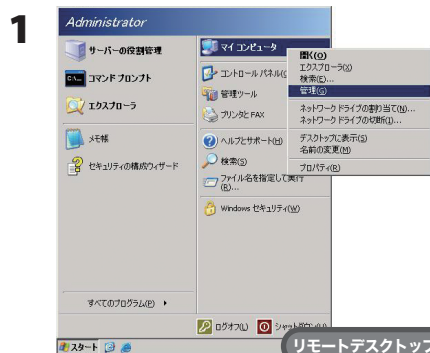 1
Administrator
サーバーの役割管理
コマンド プロンプト
エクスプローラ
メモ帳
セキュリティの構成ウィザード
すべてのプログラム(P)
マイ コンピュータ
コントロール パネル(C
管理ツール
プリンタと FAX
ヘルプとサポート(H)
検索(S)
ファイル名を指定して実行
(R)...
Windows セキュリティ(W)
開く(O)
エクスプローラ(X)
検索(E)...
管理(G)
ネットワーク ドライブの割り当て(N)...
ネットワーク ドライブの切断(I)...
デスクトップに表示(S)
名前の変更(M)
プロパティ(R)
ログオフ(L)
シャットダウン(U)
スタート
リモートデスクトップ